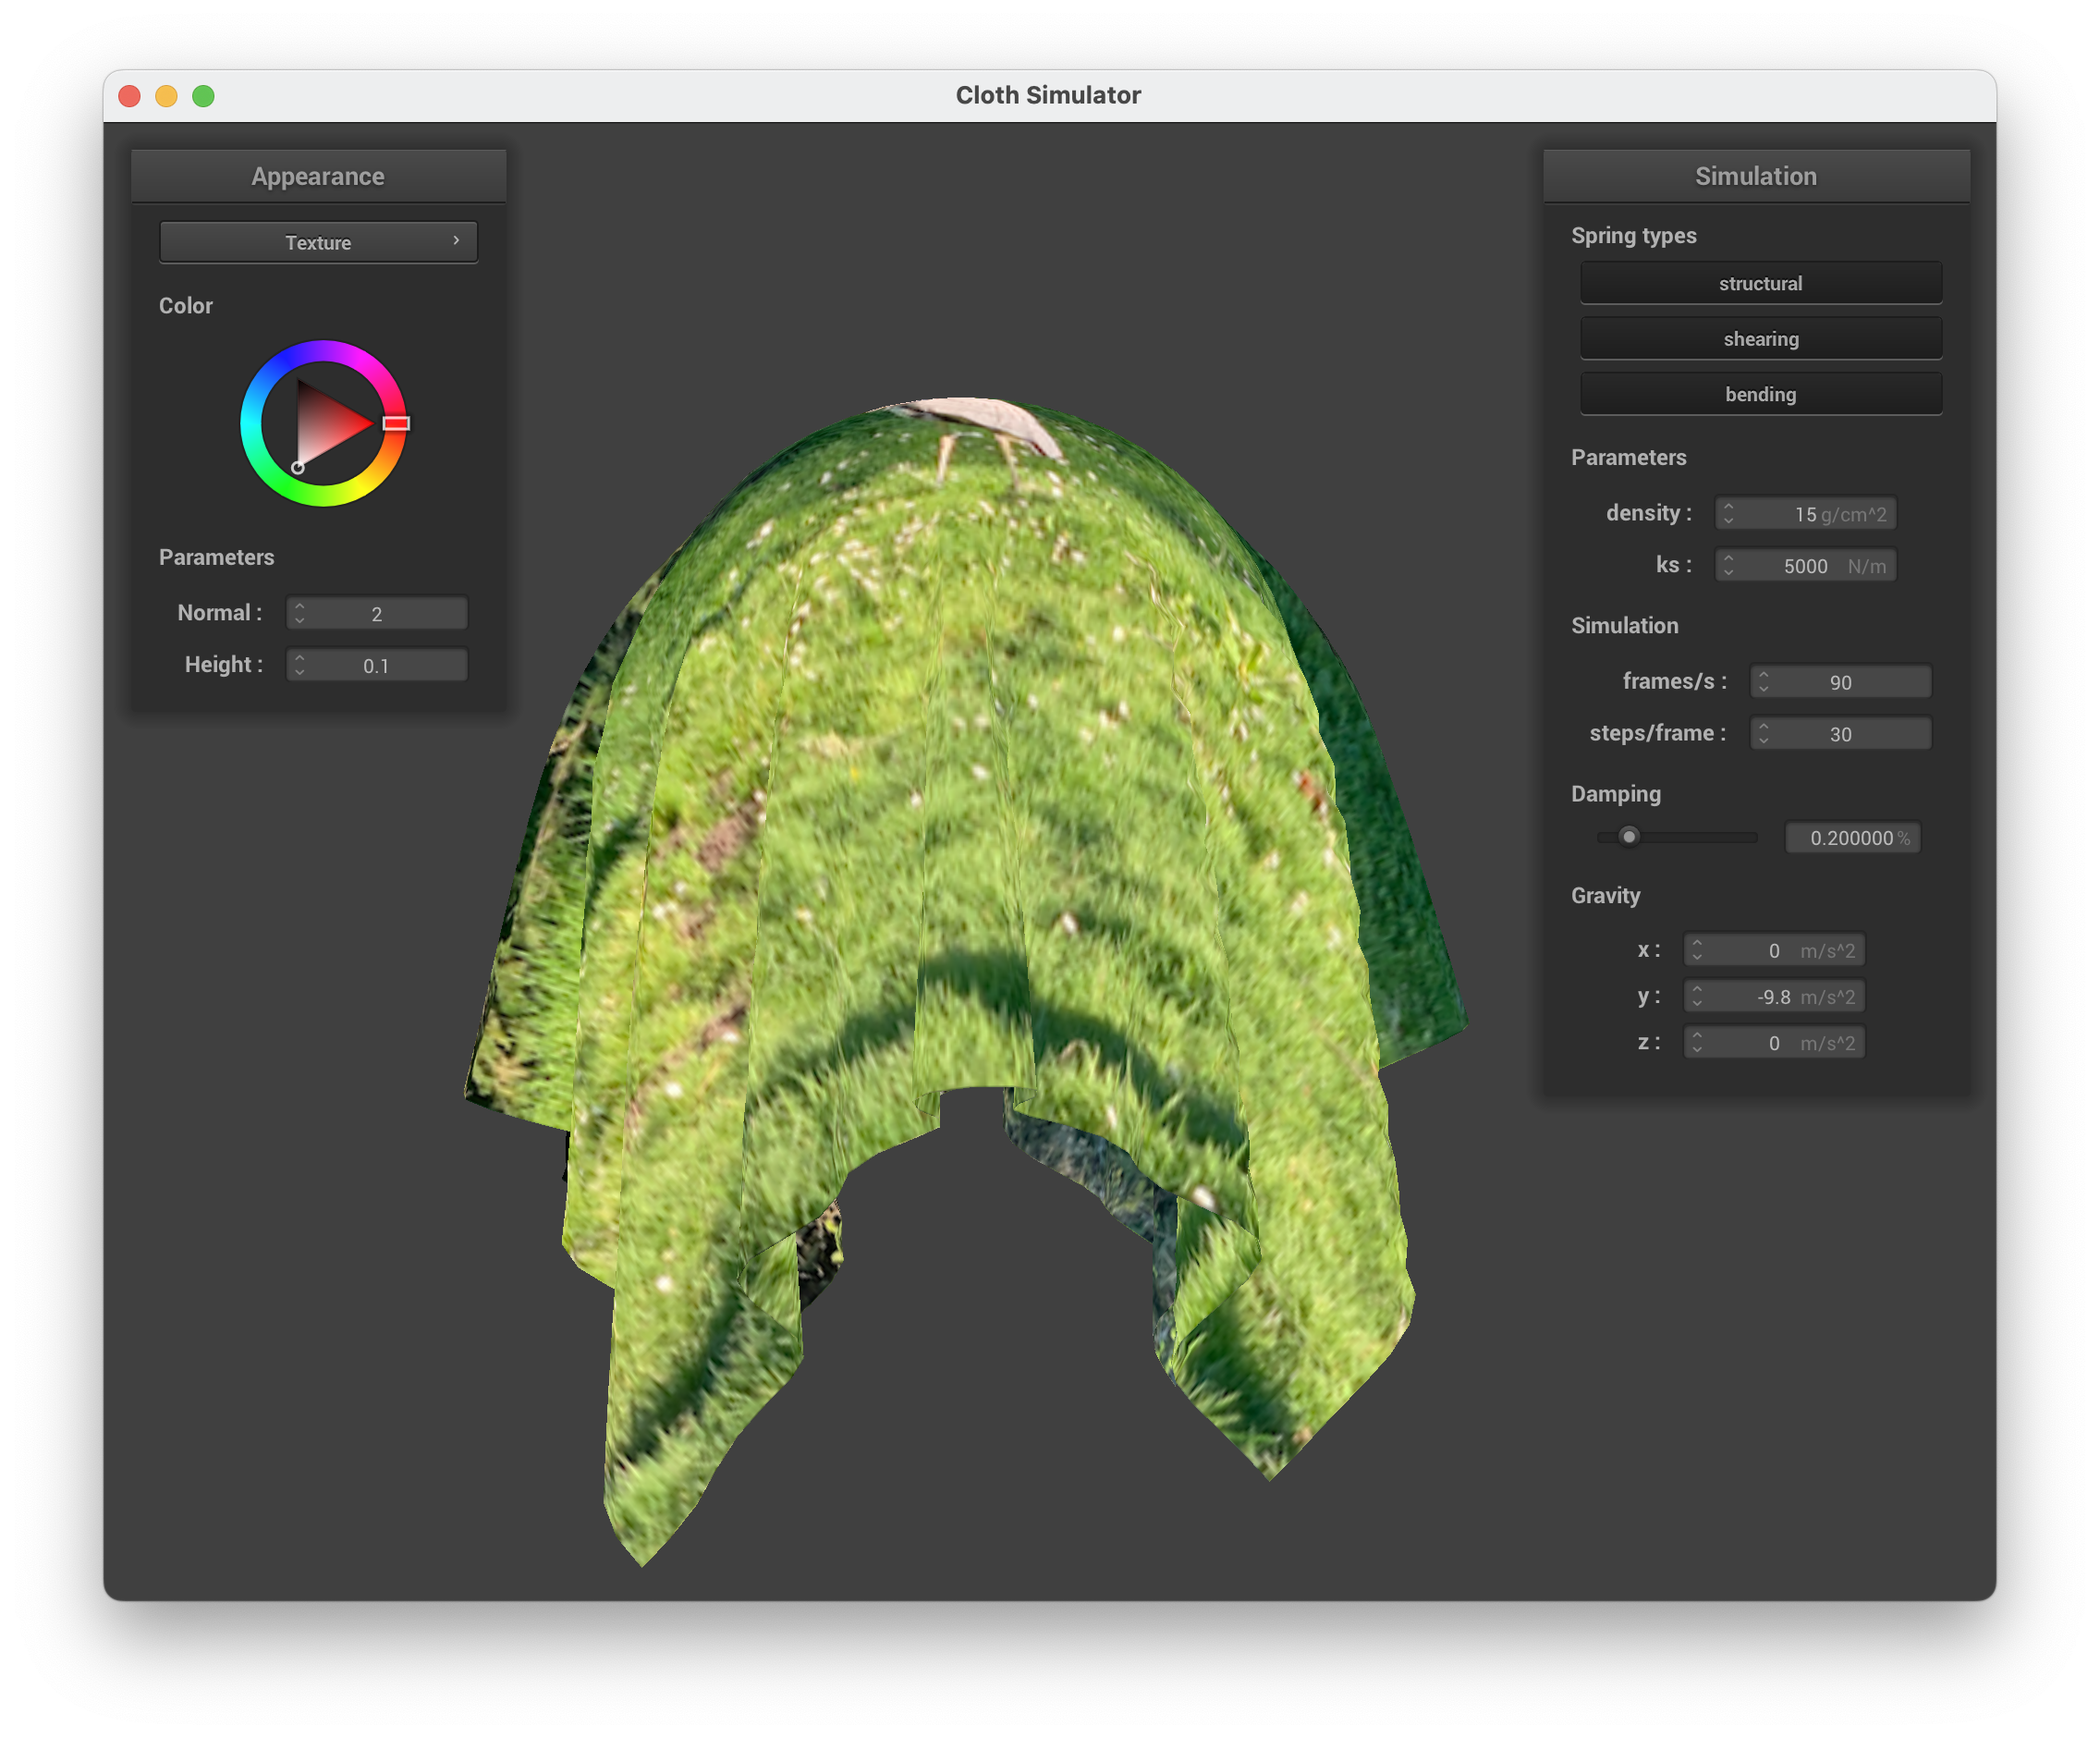 Cloth Simulator
Appearance
Texture
Color
Parameters
Normal : 2
Height : 0.1
Simulation
Spring types
structural
shearing
bending
Parameters
density : 15 g/cm^2
ks : 5000 N/m
Simulation
frames/s : 90
steps/frame : 30
Damping
0.200000 %
Gravity
x : 0 m/s^2
y : -9.8 m/s^2
z : 0 m/s^2